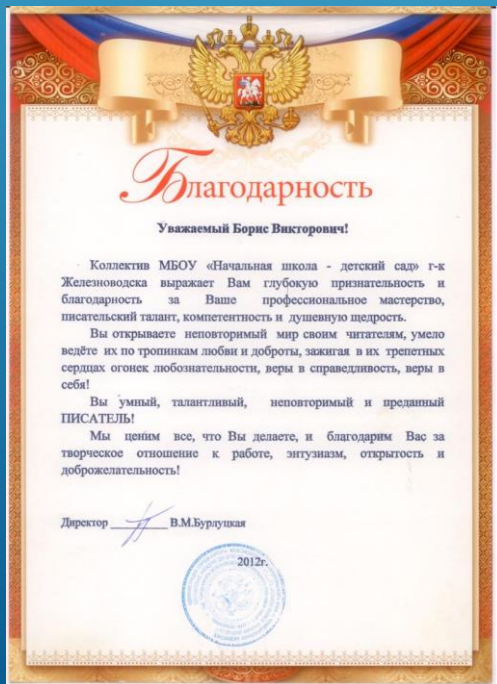 Благодарность
Уважаемый Борис Викторович!
Коллектив МБОУ «Начальная школа - детский сад» г-к
Железноводска выражает Вам глубокую признательность и
благодарность за Ваше профессиональное мастерство,
писательский талант, компетентность и душевную щедрость.
Вы открываете неповторимый мир своим читателям, умело
ведёте их по тропинкам любви и доброты, зажигая в их трепетных
сердцах огонек любознательности, веры в справедливость, веры в
себя!
Вы умный, талантливый, неповторимый и преданный
ПИСАТЕЛЬ!
Мы ценим все, что Вы делаете, и благодарим Вас за
творческое отношение к работе, энтузиазм, открытость и
доброжелательность!
Директор В.М.Бурлуцкая
2012г.